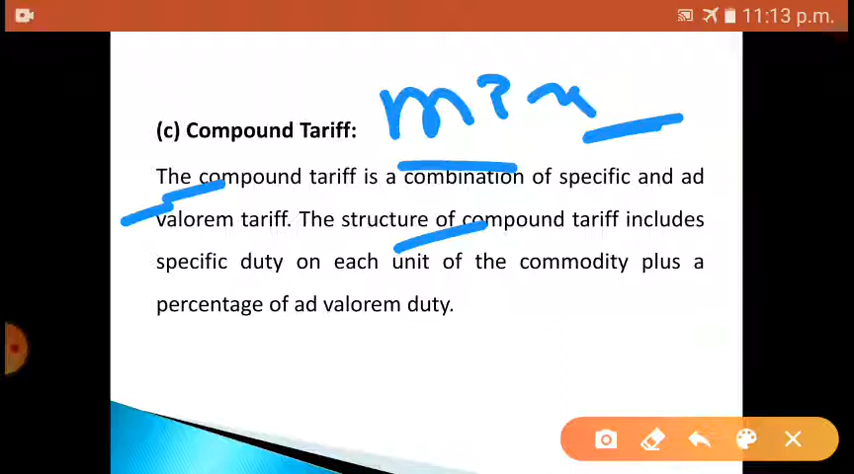 11:13 p.m.
(c) Compound Tariff:
The compound tariff is a combination of specific and ad
valorem tariff. The structure of compound tariff includes
specific duty on each unit of the commodity plus a
percentage of ad valorem duty.